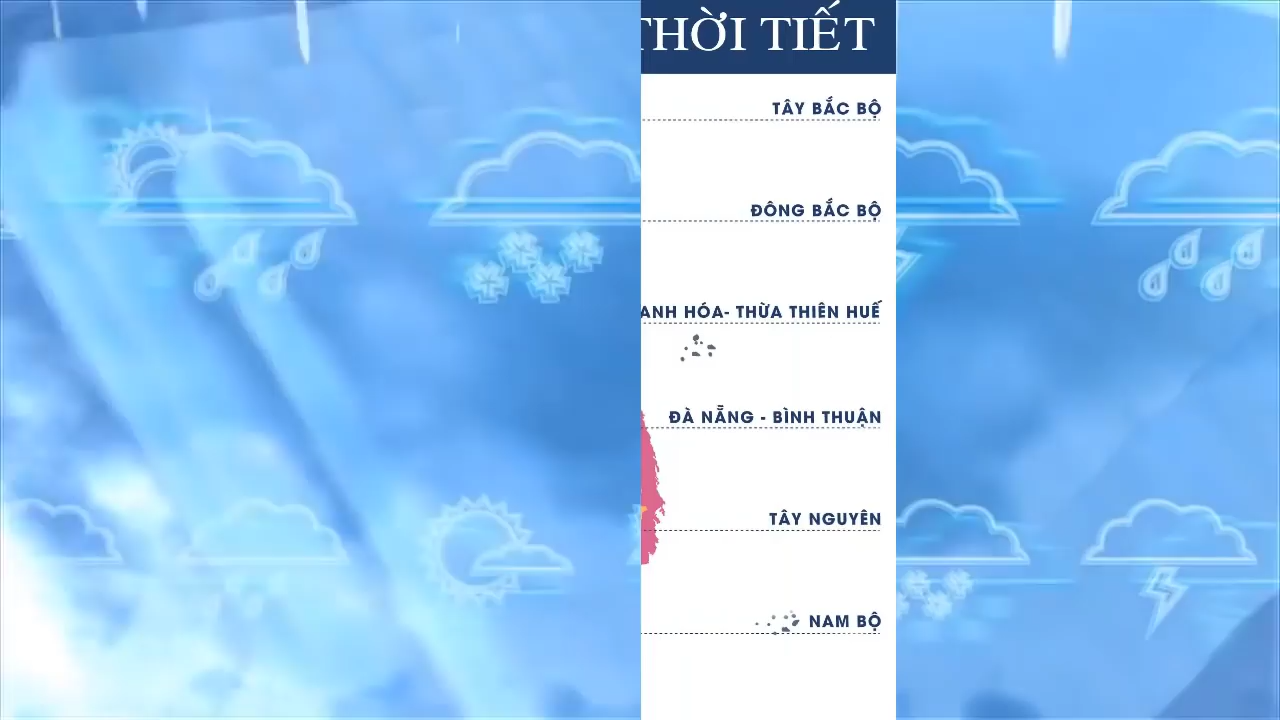 THỜI TIẾT
TÂY BẮC BỘ
ĐÔNG BẮC BỘ
ANH HÓA- THỪA THIÊN HUẾ
ĐÀ NẴNG - BÌNH THUẬN
TÂY NGUYÊN
NAM BỘ